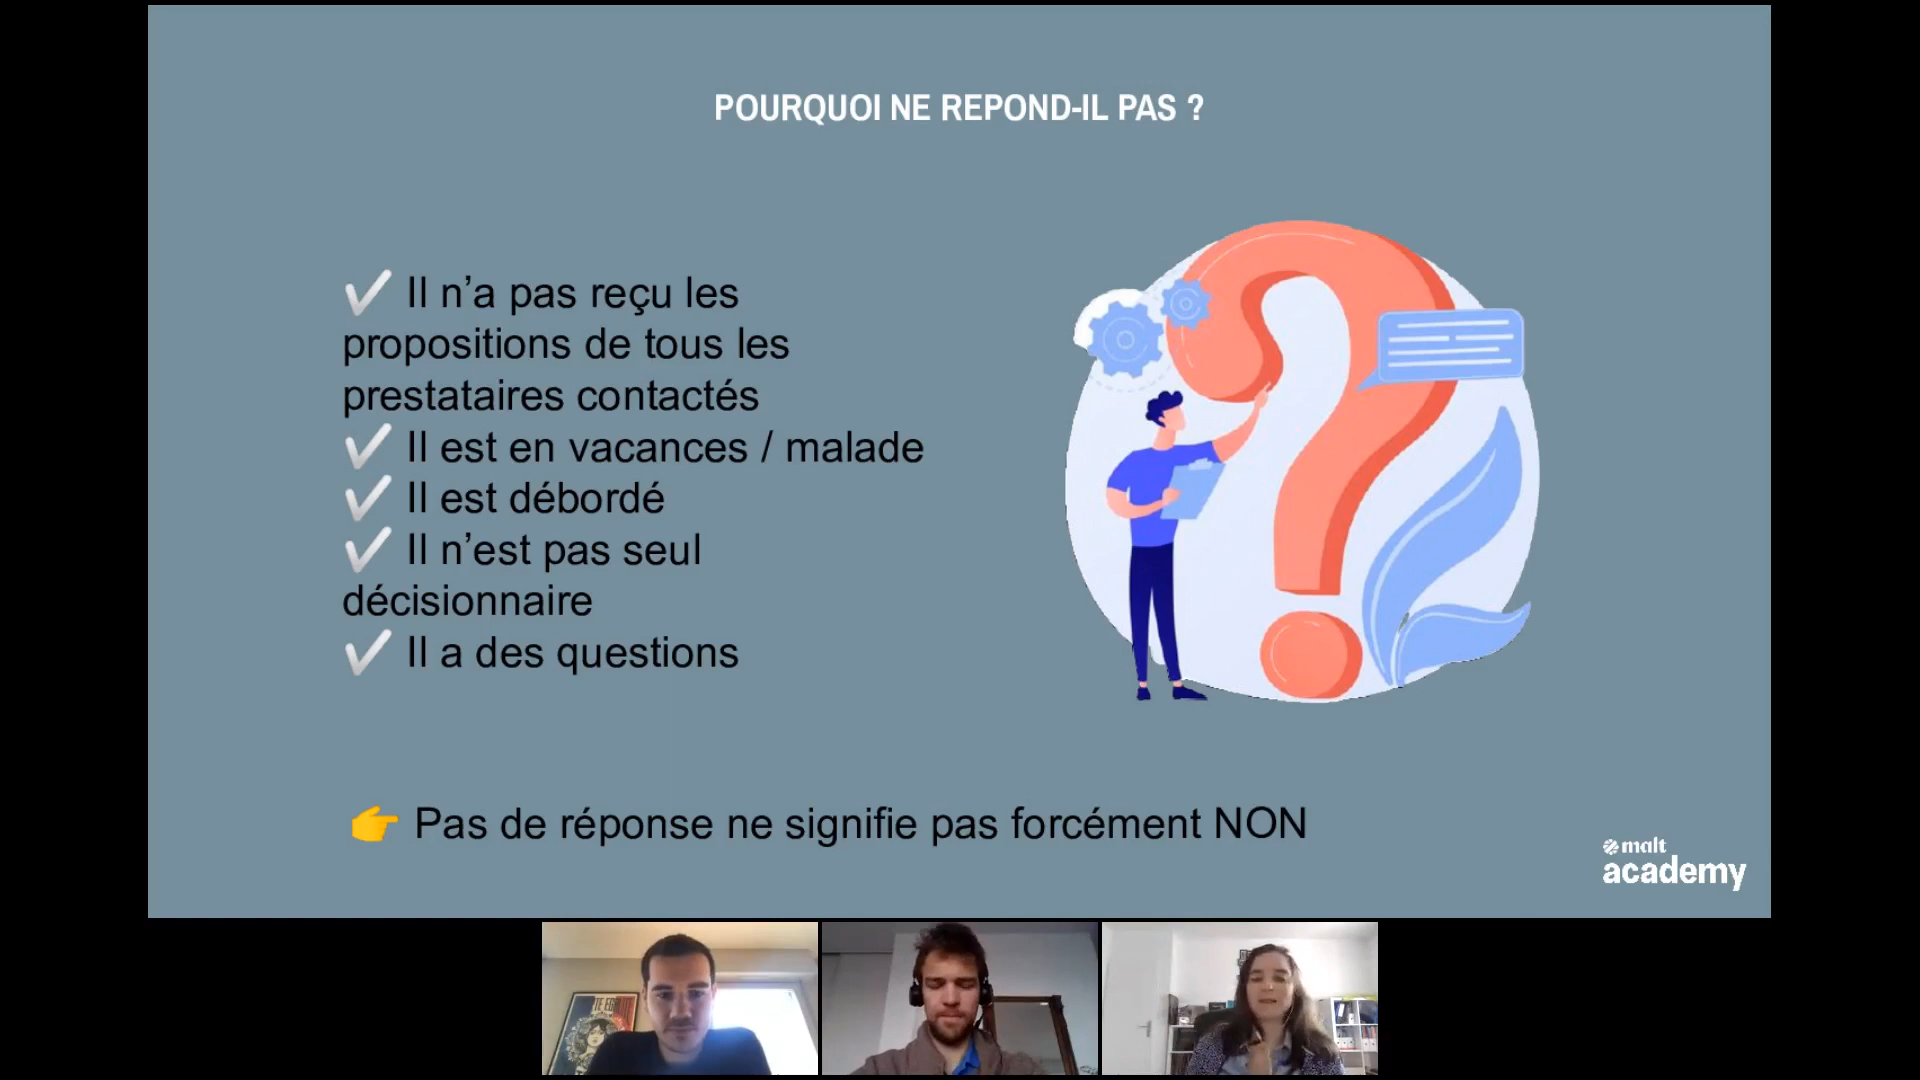 POURQUOI NE REPOND-IL PAS ?
✔ Il n’a pas reçu les
propositions de tous les
prestataires contactés
✔ Il est en vacances / malade
✔ Il est débordé
✔ Il n’est pas seul
décisionnaire
✔ Il a des questions
👉 Pas de réponse ne signifie pas forcément NON
malt
academy